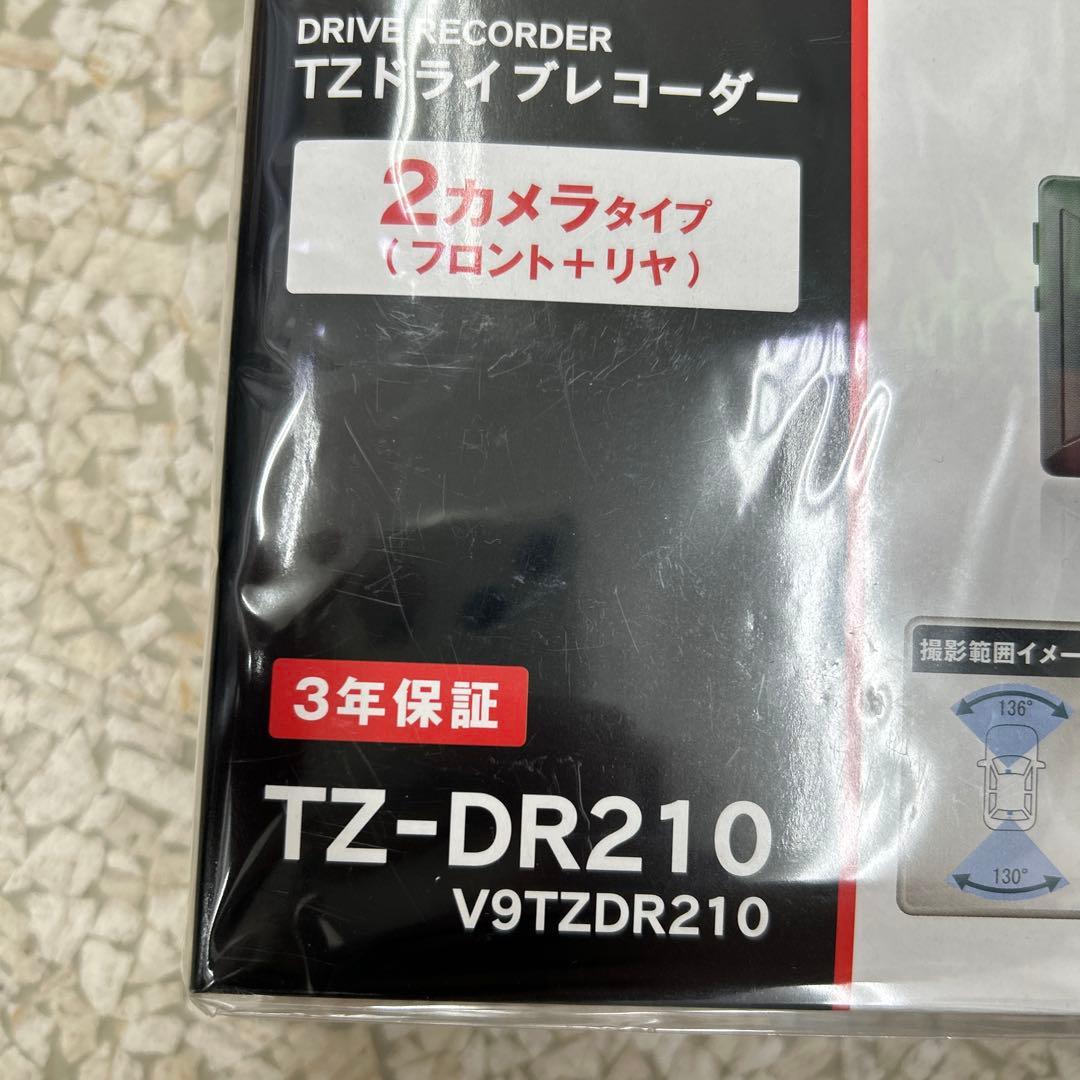 DRIVE RECORDER
TZドライブレコーダー
2カメラタイプ
(フロント+リヤ)
3年保証
TZ-DR210
V9TZDR210
撮影範囲イメー
136°
130°